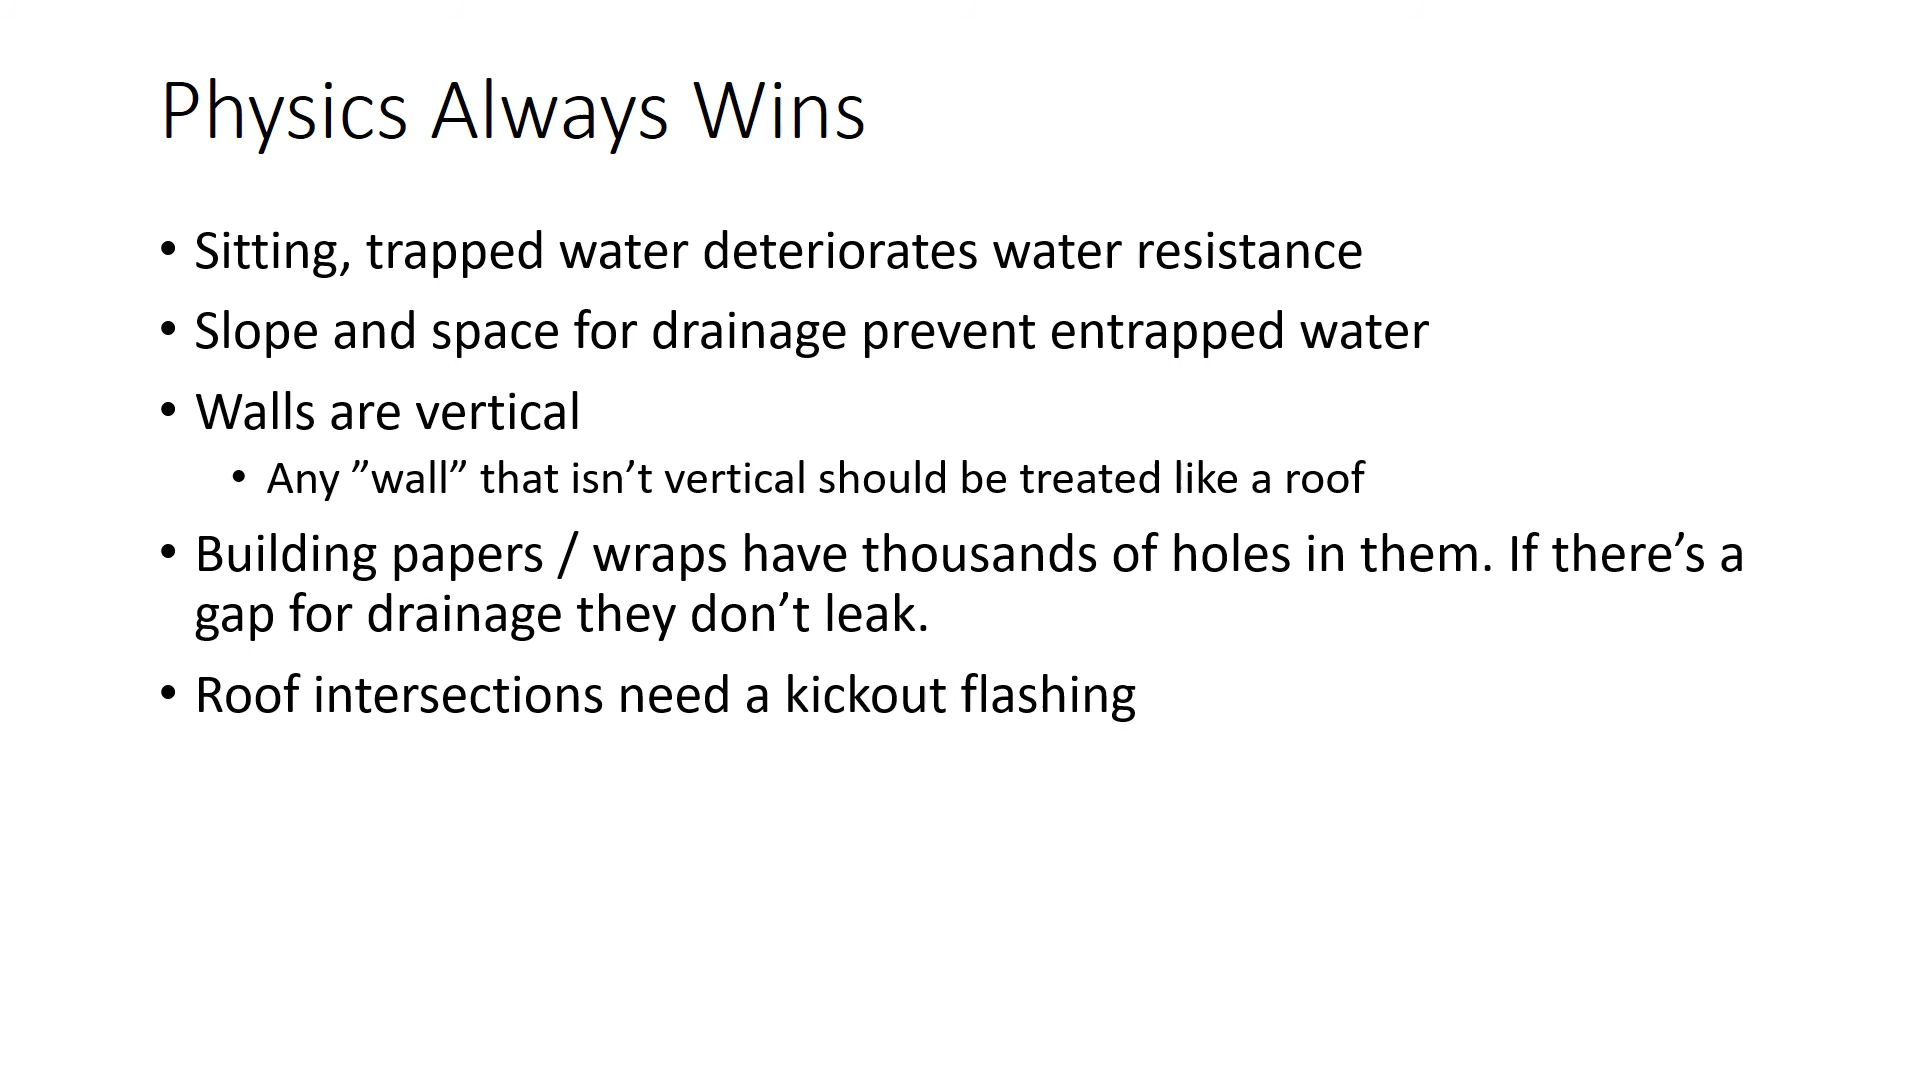 Physics Always Wins
• Sitting, trapped water deteriorates water resistance
• Slope and space for drainage prevent entrapped water
• Walls are vertical
• Any ”wall” that isn’t vertical should be treated like a roof
• Building papers / wraps have thousands of holes in them. If there’s a
gap for drainage they don’t leak.
• Roof intersections need a kickout flashing